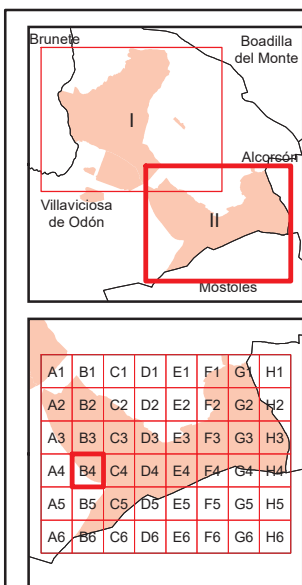 Brunete
Boadilla
del Monte
I
Alcorcón
Villaviciosa
de Odón
II
Mostoles
A1 B1 C1 D1 E1 F1 G1 H1
A2 B2 C2 D2 E2 F2 G2 H2
A3 B3 C3 D3 E3 F3 G3 H3
A4 B4 C4 D4 E4 F4 G4 H4
A5 B5 C5 D5 E5 F5 G5 H5
A6 B6 C6 D6 E6 F6 G6 H6